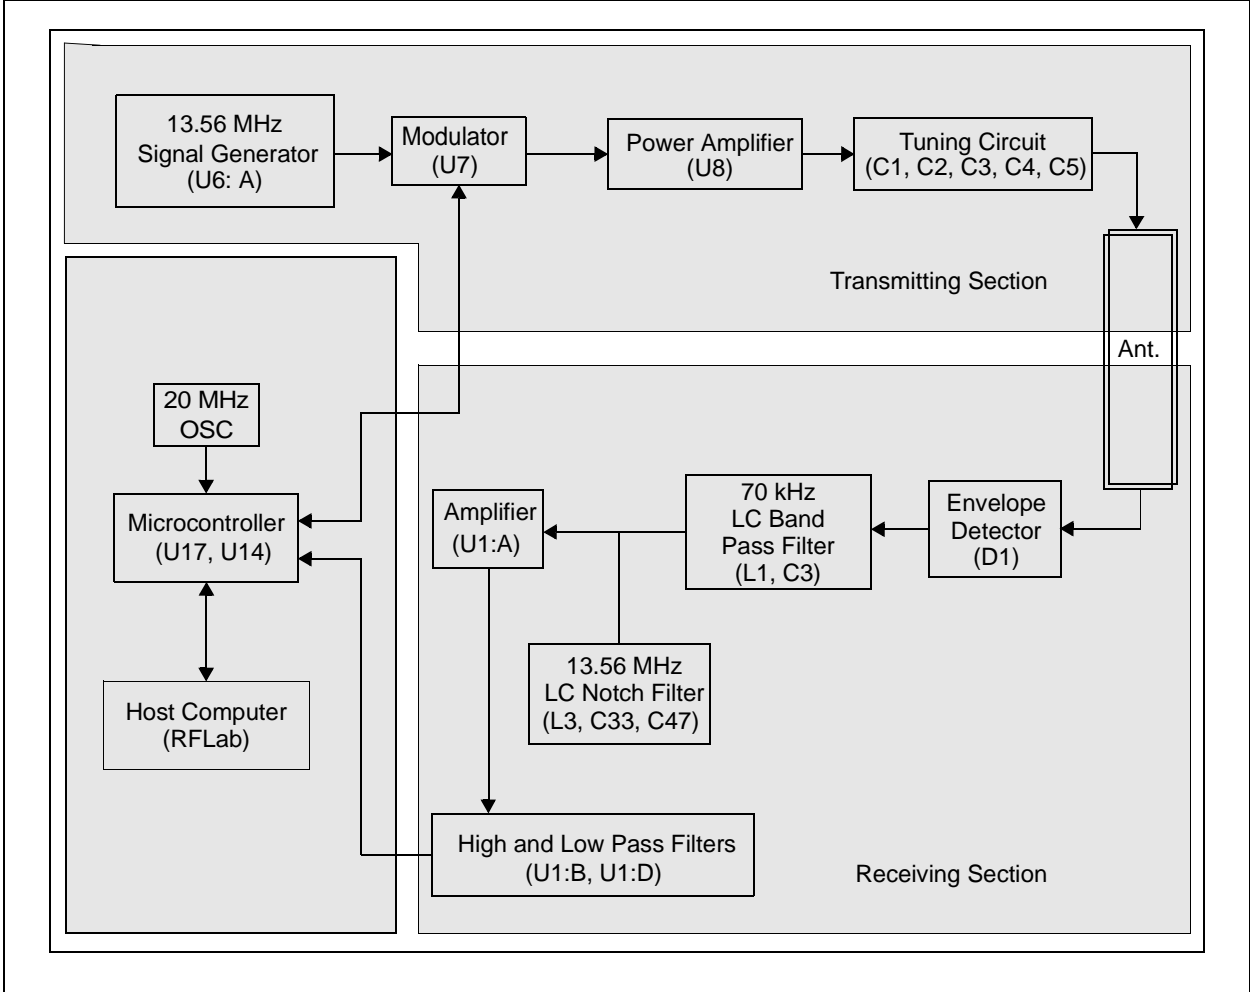 13.56 MHz
Signal Generator
(U6: A)
Modulator
(U7)
Power Amplifier
(U8)
Tuning Circuit
(C1, C2, C3, C4, C5)
Transmitting Section
Ant.
20 MHz
OSC
Microcontroller
(U17, U14)
Host Computer
(RFLab)
Amplifier
(U1:A)
70 kHz
LC Band
Pass Filter
(L1, C3)
Envelope
Detector
(D1)
13.56 MHz
LC Notch Filter
(L3, C33, C47)
High and Low Pass Filters
(U1:B, U1:D)
Receiving Section